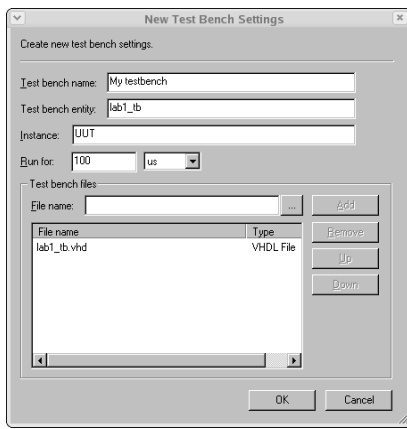 New Test Bench Settings
Create new test bench settings.
Test bench name: My testbench
Test bench entity: lab1_tb
Instance: UUT
Run for: 100 us
Test bench files
File name: ... Add
File name Type Remove
lab1_tb.vhd VHDL File
Up
Down
OK Cancel